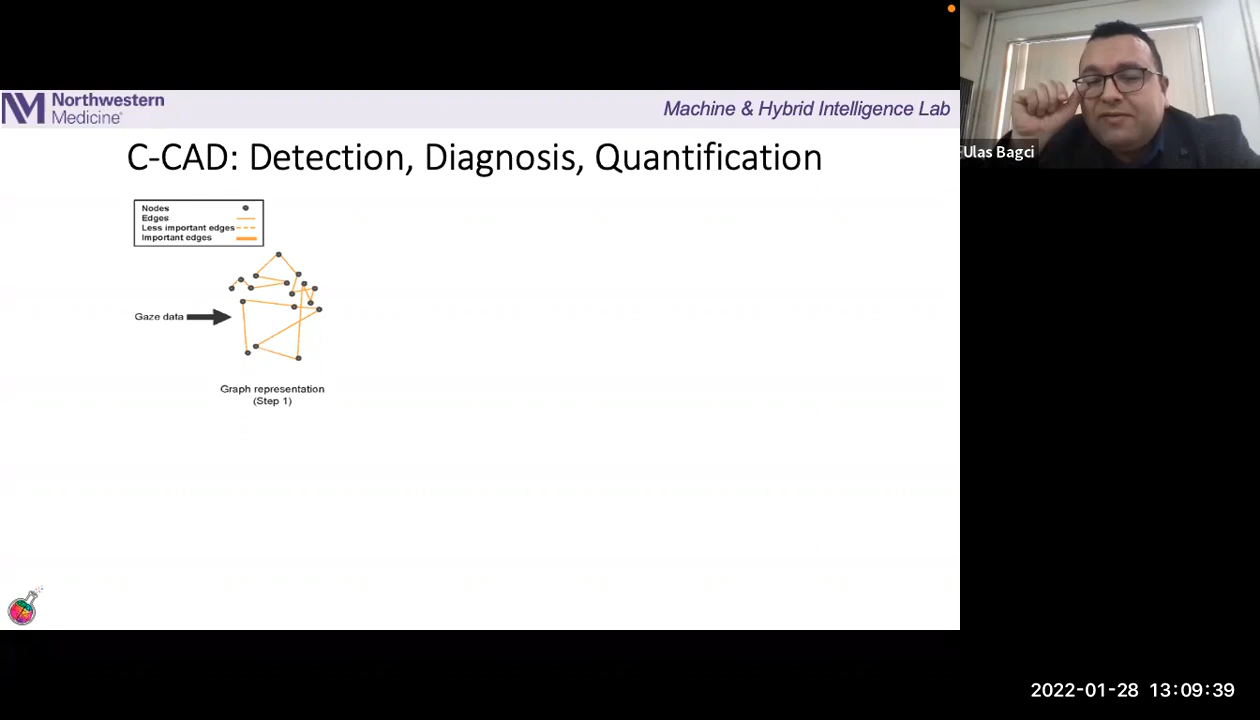 Northwestern
Medicine®
Machine & Hybrid Intelligence Lab
Ulas Bagci
C-CAD: Detection, Diagnosis, Quantification
Nodes
Edges
Less important edges
Important edges
Gaze data
Graph representation
(Step 1)
2022-01-28 13:09:39